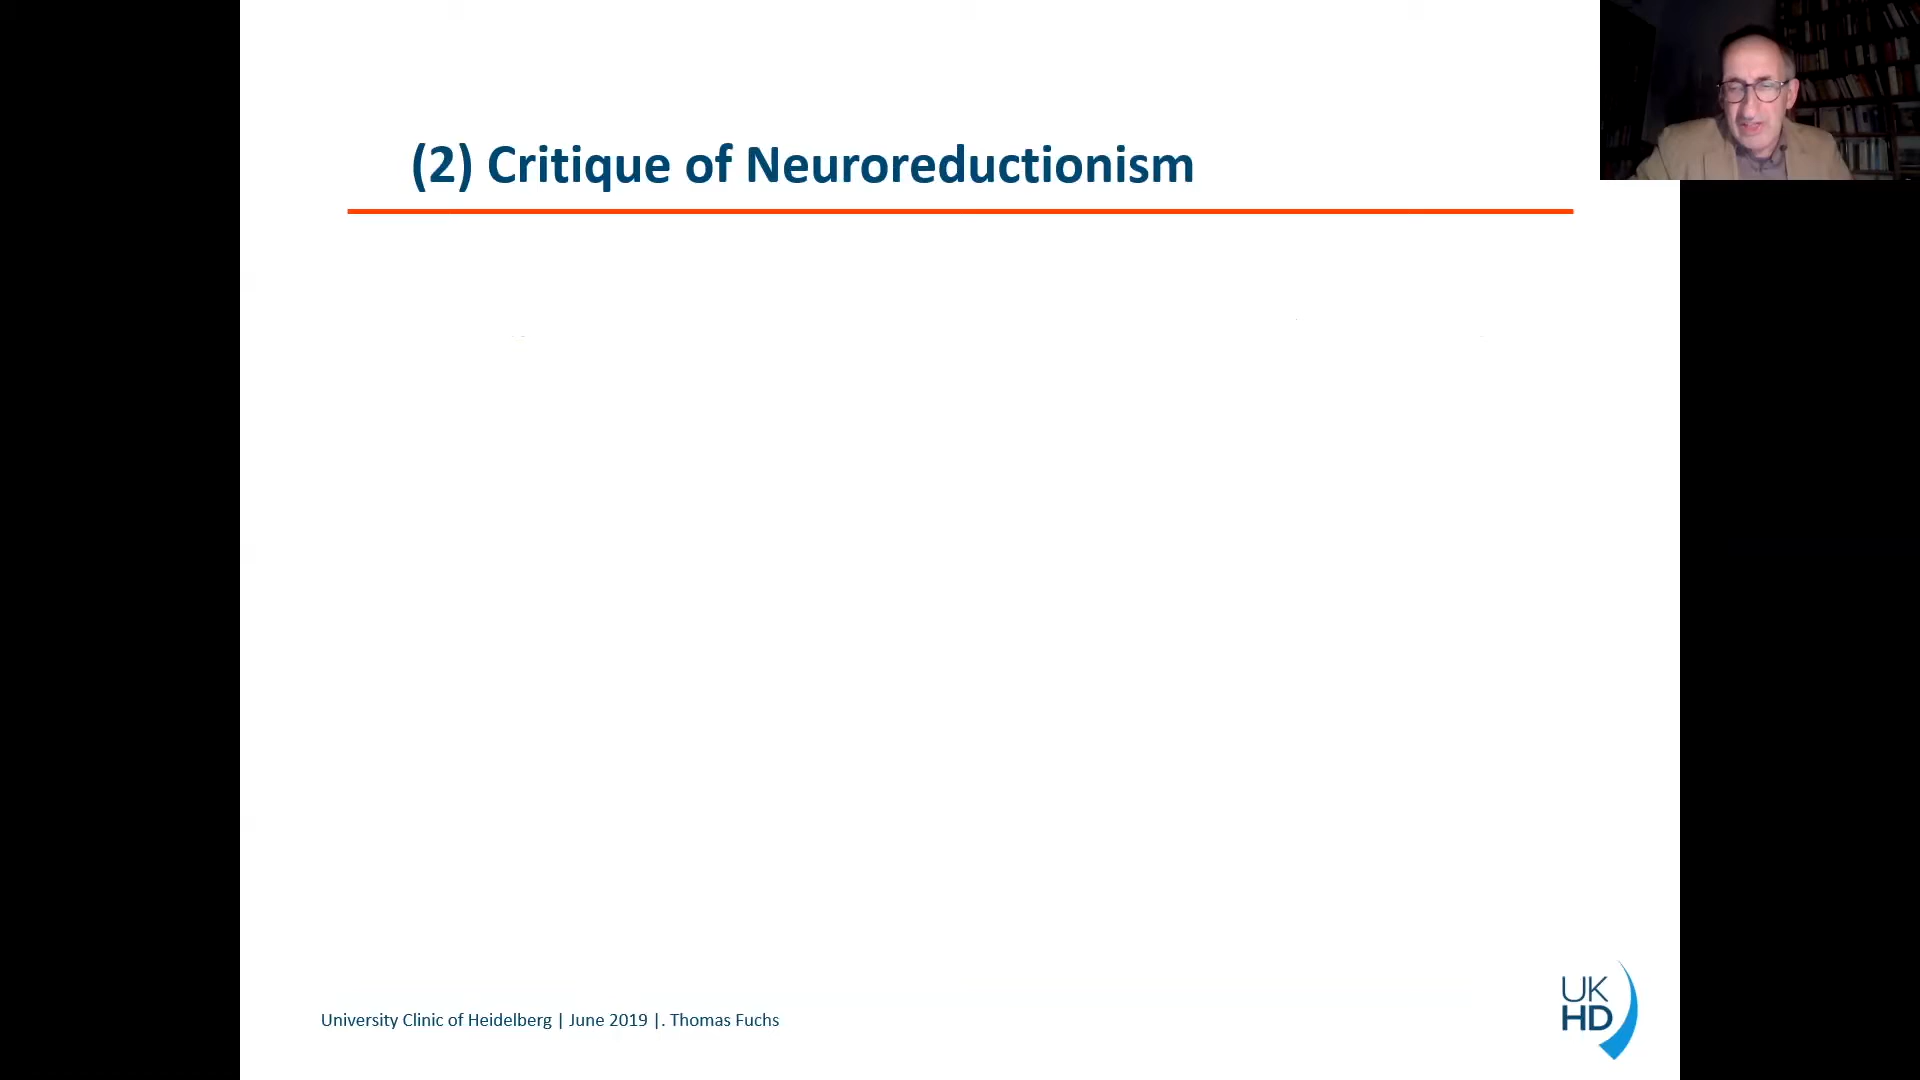 (2) Critique of Neuroreductionism
University Clinic of Heidelberg | June 2019 |. Thomas Fuchs
UK
HD